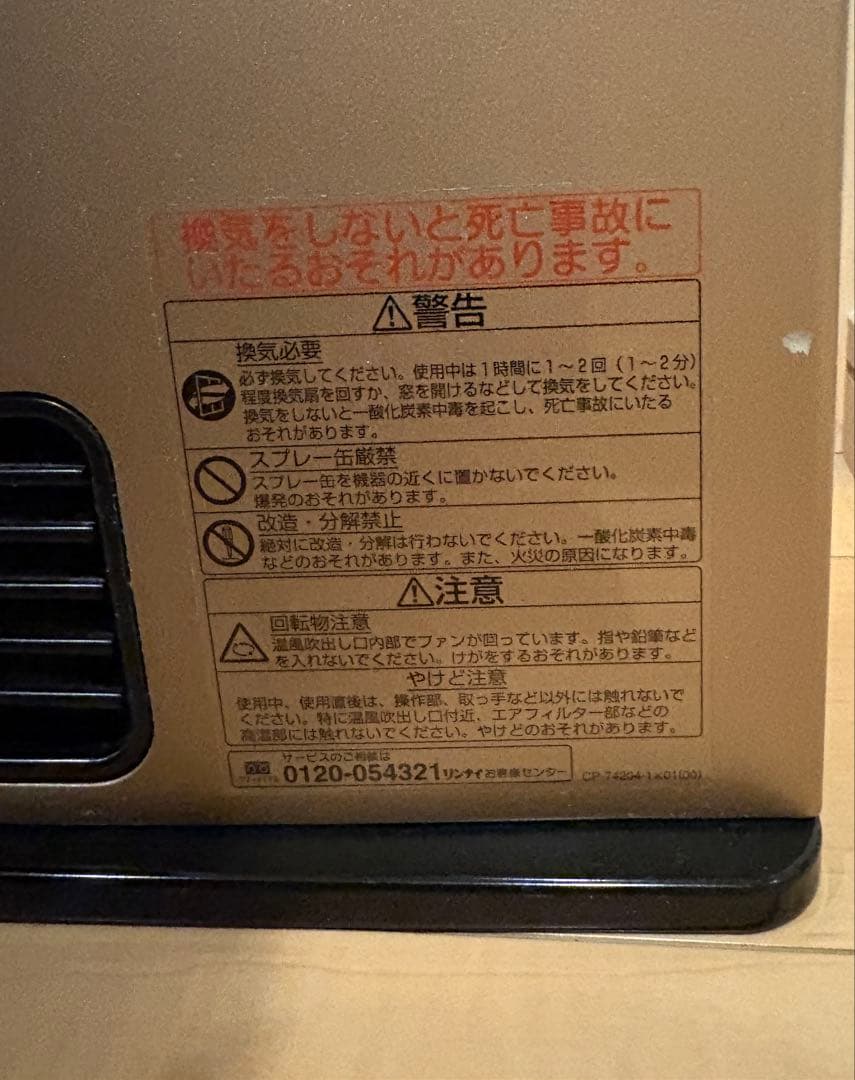 換気をしないと死亡事故に
いたるおそれがあります。
警告
換気必要
必ず換気してください。使用中は1時間に1〜2回(1〜2分)
程度換気扇を回すか、窓を開けるなどして換気をしてください。
換気をしないと一酸化炭素中毒を起こし、死亡事故にいたる
おそれがあります。
スプレー缶厳禁
スプレー缶を機器の近くに置かないでください。
爆発のおそれがあります。
改造・分解禁止
絶対に改造・分解は行わないでください。一酸化炭素中毒
などのおそれがあります。また、火災の原因になります。
注意
回転物注意
温風吹出し口内部でファンが回っています。指や鉛筆など
を入れないでください。けがをするおそれがあります。
やけど注意
使用中、使用直後は、操作部、取っ手など以外には触れないで
ください。特に温風吹出し口付近、エアフィルター部などの
高温部には触れないでください。やけどのおそれがあります。
サービスのご相談は
0120-054321 リンナイお客様センター
CP-74204-1×01(00)